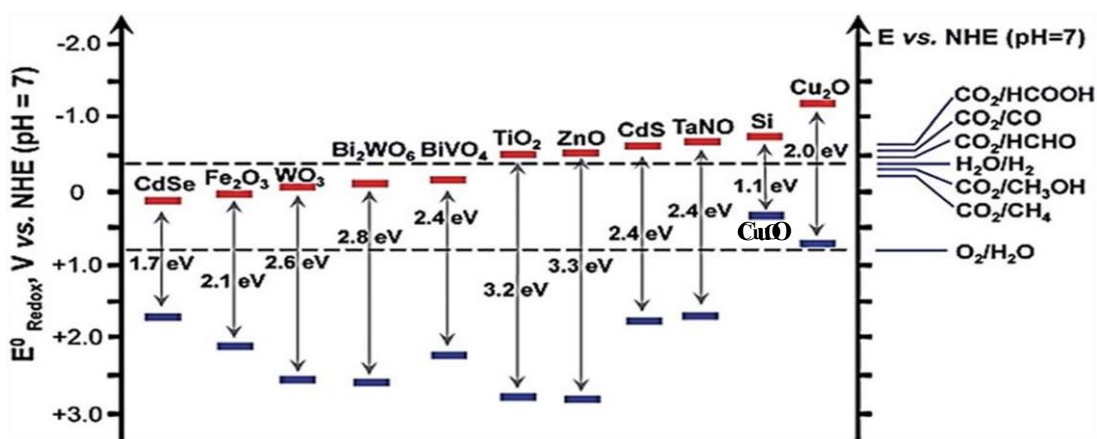 E⁰Redox, V vs. NHE (pH = 7)
-2.0
-1.0
0
+1.0
+2.0
+3.0
CdSe
1.7 eV
Fe₂O₃
2.1 eV
WO₃
2.6 eV
Bi₂WO₆
2.8 eV
BiVO₄
2.4 eV
TiO₂
3.2 eV
ZnO
3.3 eV
CdS
2.4 eV
TaNO
2.4 eV
Si
1.1 eV
Cu₂O
2.0 eV
E vs. NHE (pH=7)
CO₂/HCOOH
CO₂/CO
CO₂/HCHO
H₂O/H₂
CO₂/CH₃OH
CO₂/CH₄
O₂/H₂O